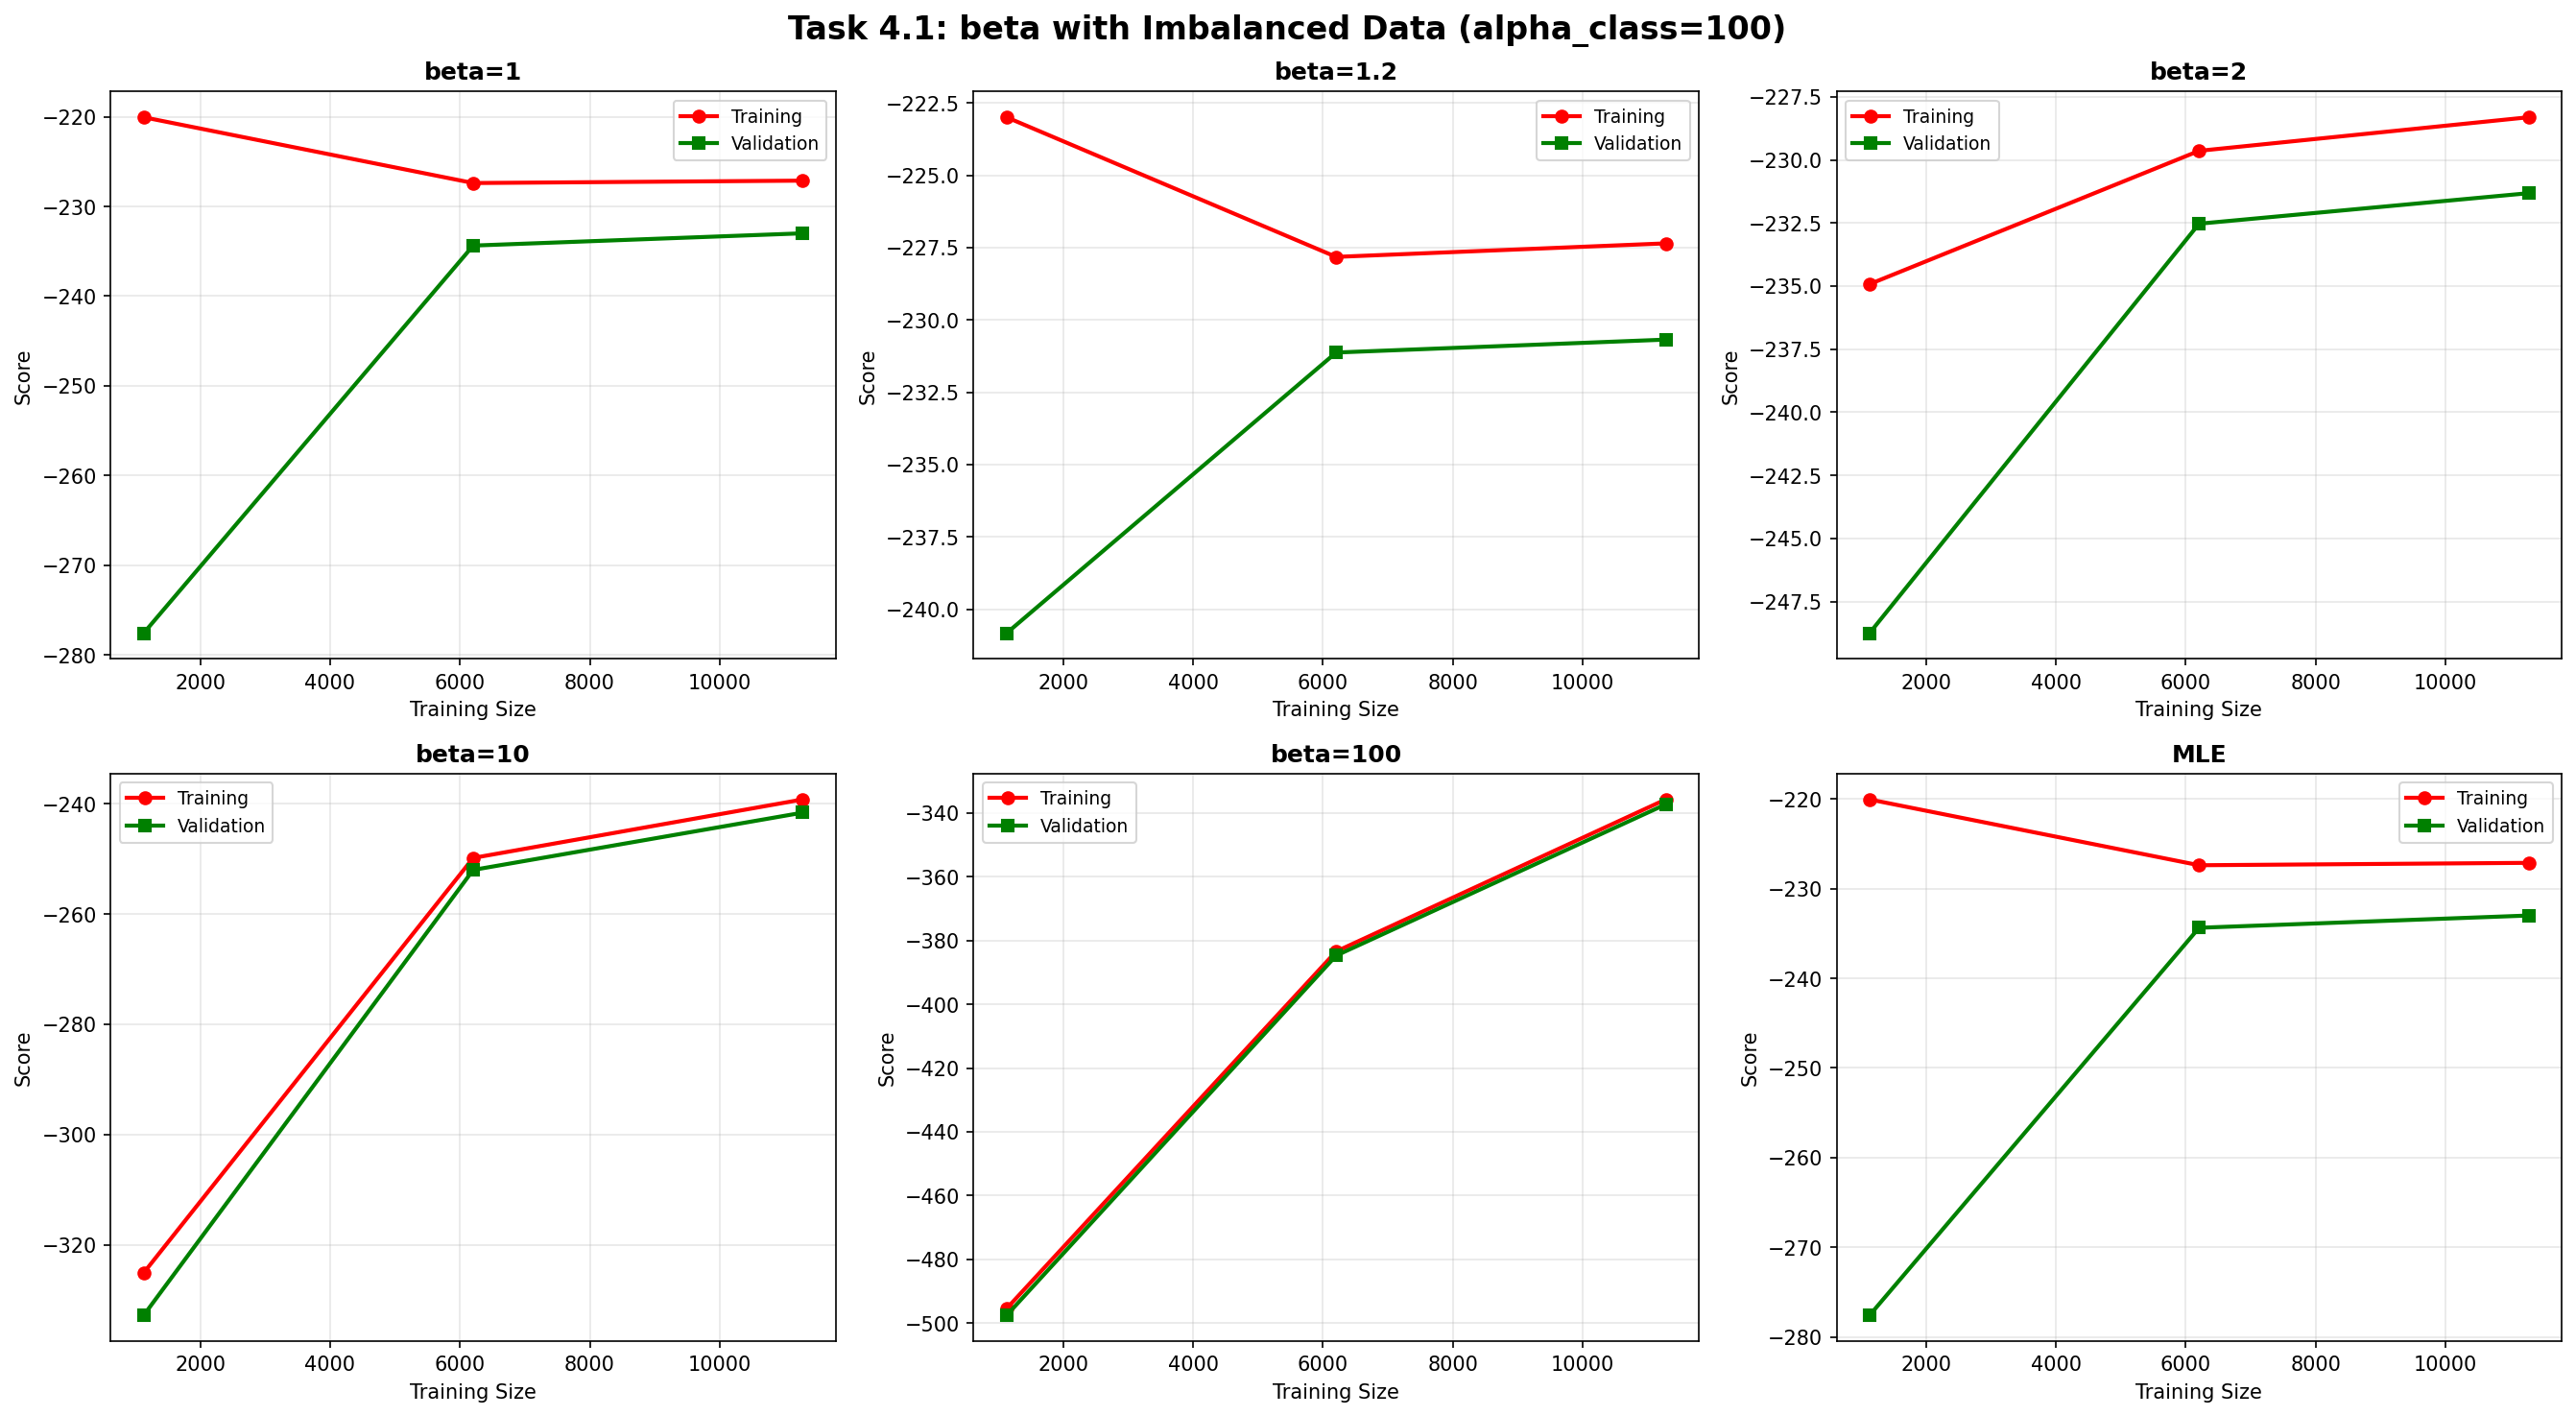 Task 4.1: beta with Imbalanced Data (alpha_class=100)
beta=1
−220
−230
−240
−250
−260
−270
−280
Score
2000 4000 6000 8000 10000
Training Size
Training
Validation
beta=1.2
−222.5
−225.0
−227.5
−230.0
−232.5
−235.0
−237.5
−240.0
Score
2000 4000 6000 8000 10000
Training Size
Training
Validation
beta=2
−227.5
−230.0
−232.5
−235.0
−237.5
−240.0
−242.5
−245.0
−247.5
Score
2000 4000 6000 8000 10000
Training Size
Training
Validation
beta=10
−240
−260
−280
−300
−320
Score
2000 4000 6000 8000 10000
Training Size
Training
Validation
beta=100
−340
−360
−380
−400
−420
−440
−460
−480
−500
Score
2000 4000 6000 8000 10000
Training Size
Training
Validation
MLE
−220
−230
−240
−250
−260
−270
−280
Score
2000 4000 6000 8000 10000
Training Size
Training
Validation